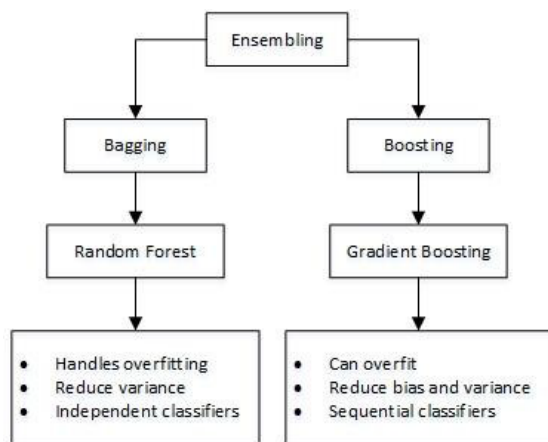 Ensembling
Bagging
Boosting
Random Forest
Gradient Boosting
• Handles overfitting
• Reduce variance
• Independent classifiers
• Can overfit
• Reduce bias and variance
• Sequential classifiers